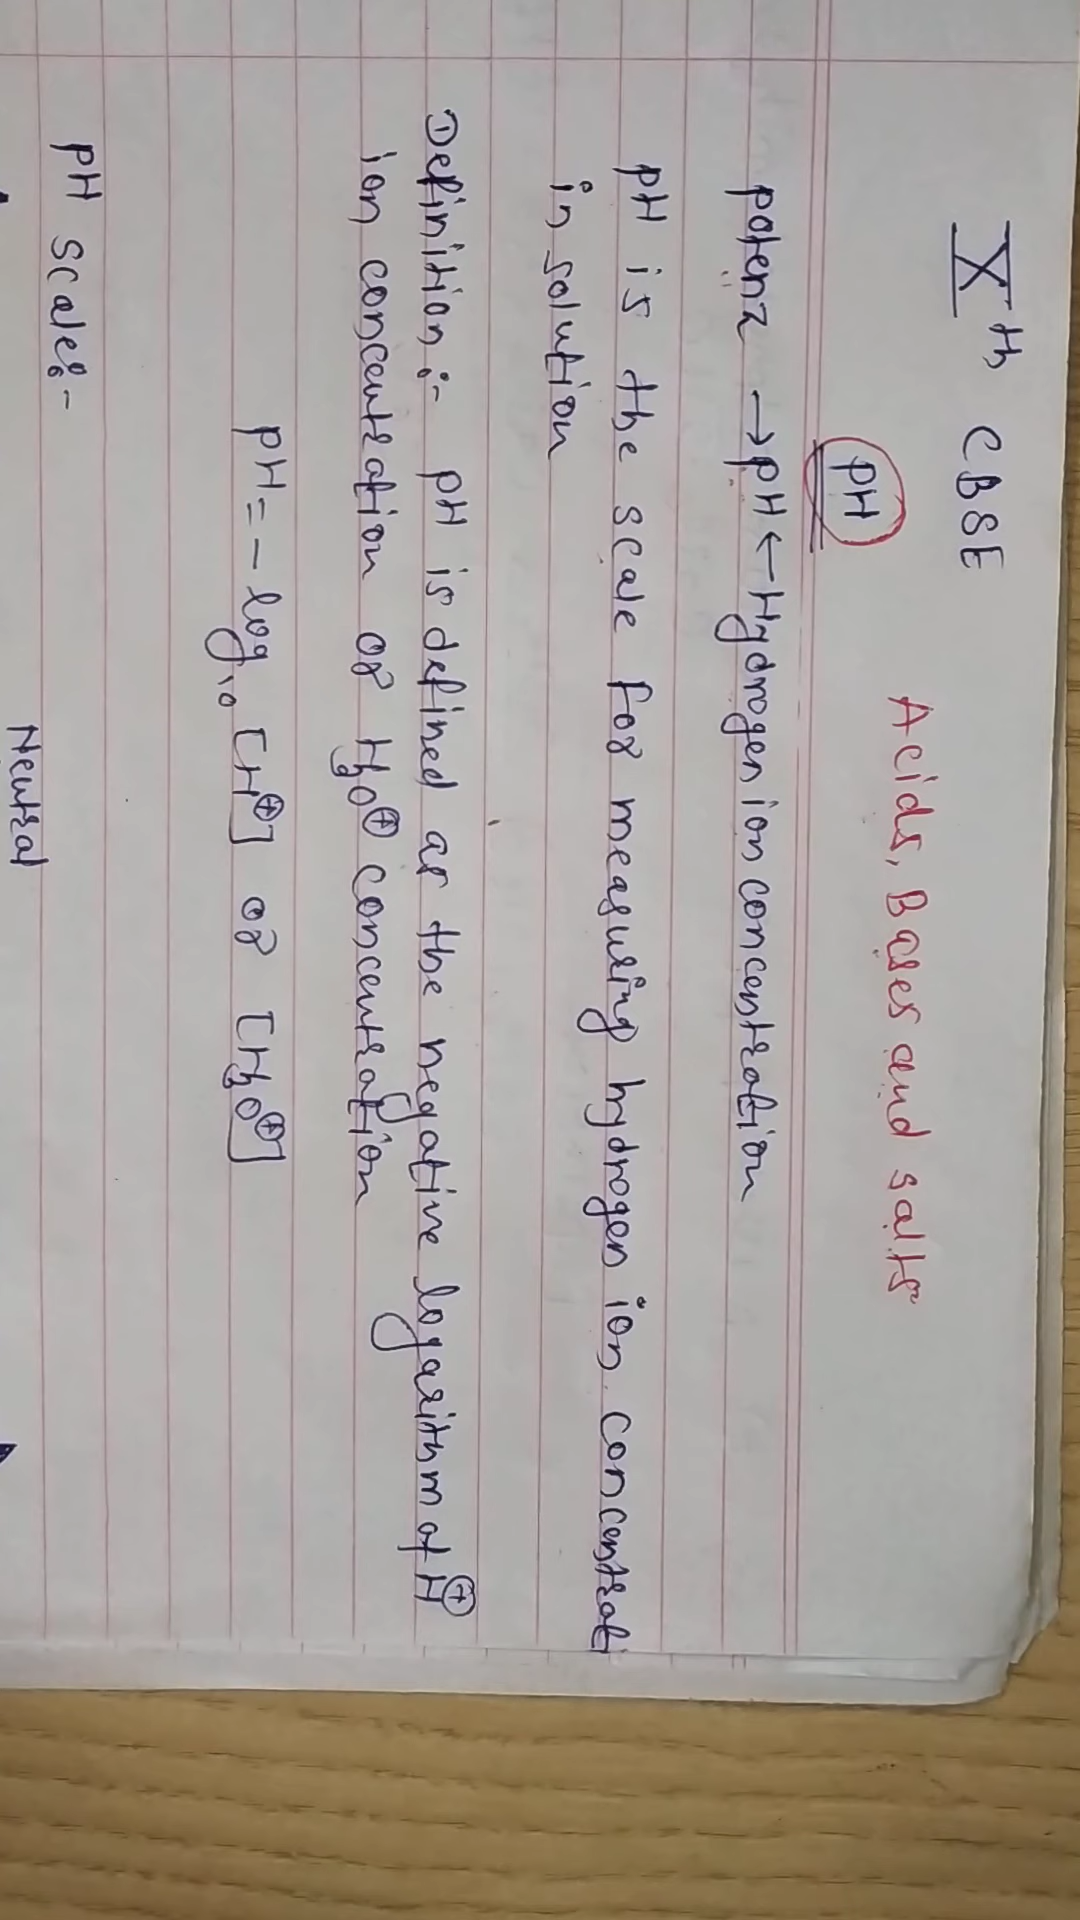 Xth CBSE
Acids, Bases and salts
pH
potenz → pH ← Hydrogen ion concentration
pH is the scale for measuring hydrogen ion concentrati
in solution
Definition:- pH is defined as the negative logarithm of H⊕
ion concentration or H₃O⊕ concentration
pH = - log₁₀ [H⊕] or [H₃O⊕]
pH scale:-
Neutral